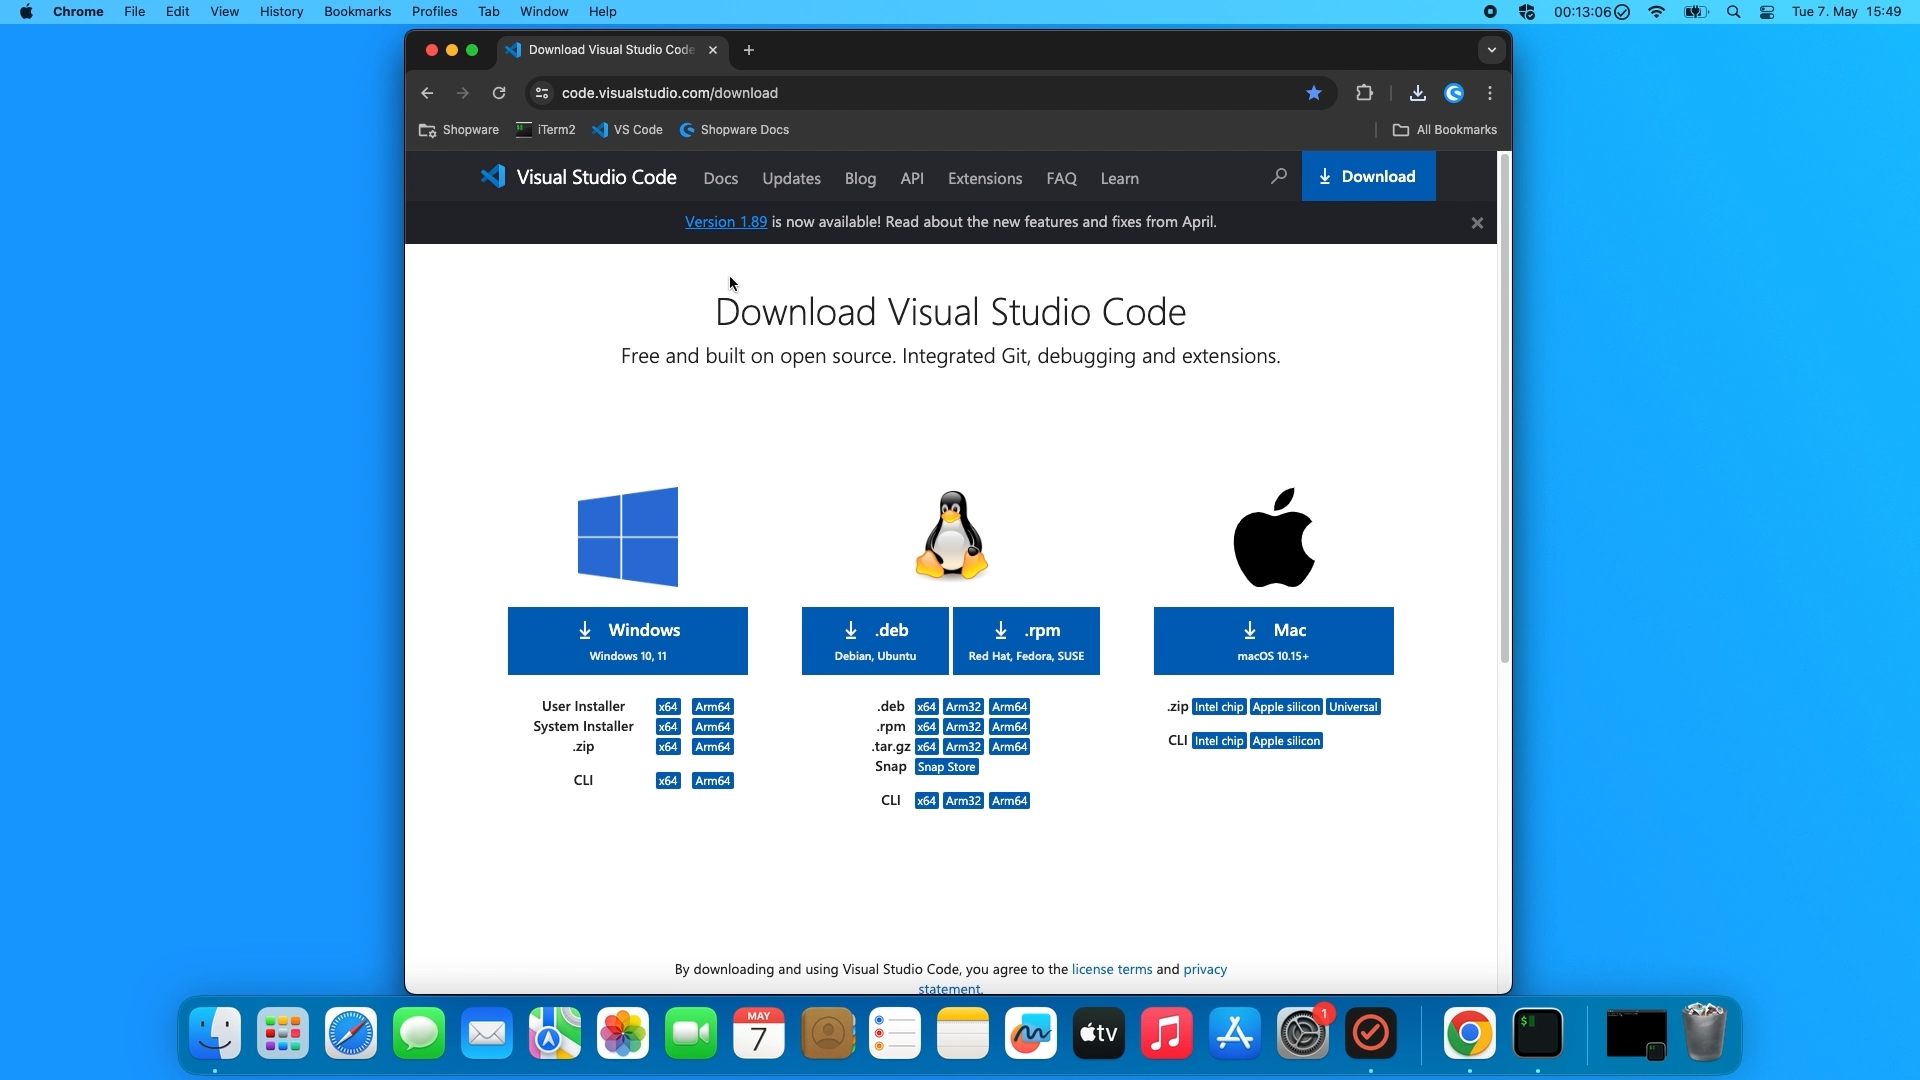 Chrome File Edit View History Bookmarks Profiles Tab Window Help 00:13:06 Tue 7. May 15:49
Download Visual Studio Code
code.visualstudio.com/download
Shopware iTerm2 VS Code Shopware Docs All Bookmarks
Visual Studio Code Docs Updates Blog API Extensions FAQ Learn Download
Version 1.89 is now available! Read about the new features and fixes from April.
Download Visual Studio Code
Free and built on open source. Integrated Git, debugging and extensions.
Windows .deb .rpm Mac
Windows 10, 11 Debian, Ubuntu Red Hat, Fedora, SUSE macOS 10.15+
User Installer x64 Arm64 .deb x64 Arm32 Arm64 .zip Intel chip Apple silicon Universal
System Installer x64 Arm64 .rpm x64 Arm32 Arm64
.zip x64 Arm64 .tar.gz x64 Arm32 Arm64 CLI Intel chip Apple silicon
Snap Snap Store
CLI x64 Arm64
CLI x64 Arm32 Arm64
By downloading and using Visual Studio Code, you agree to the license terms and privacy
statement.
MAY
7
tv
1
$